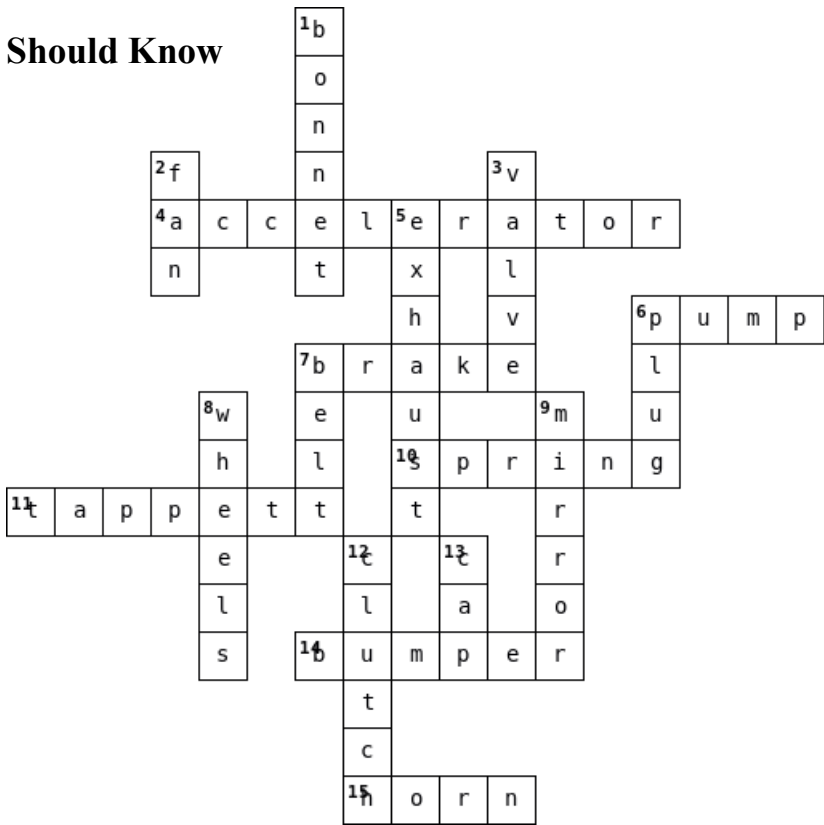 1b
Should Know
o
n
2f n 3v
4a c c e l 5e r a t o r
n t x l
h v 6p u m p
7b r a k e l
8w e u 9m u
h l 10s p r i n g
11t a p p e t t t r
e 12c 13c r
l l a o
s 14b u m p e r
t
c
15h o r n